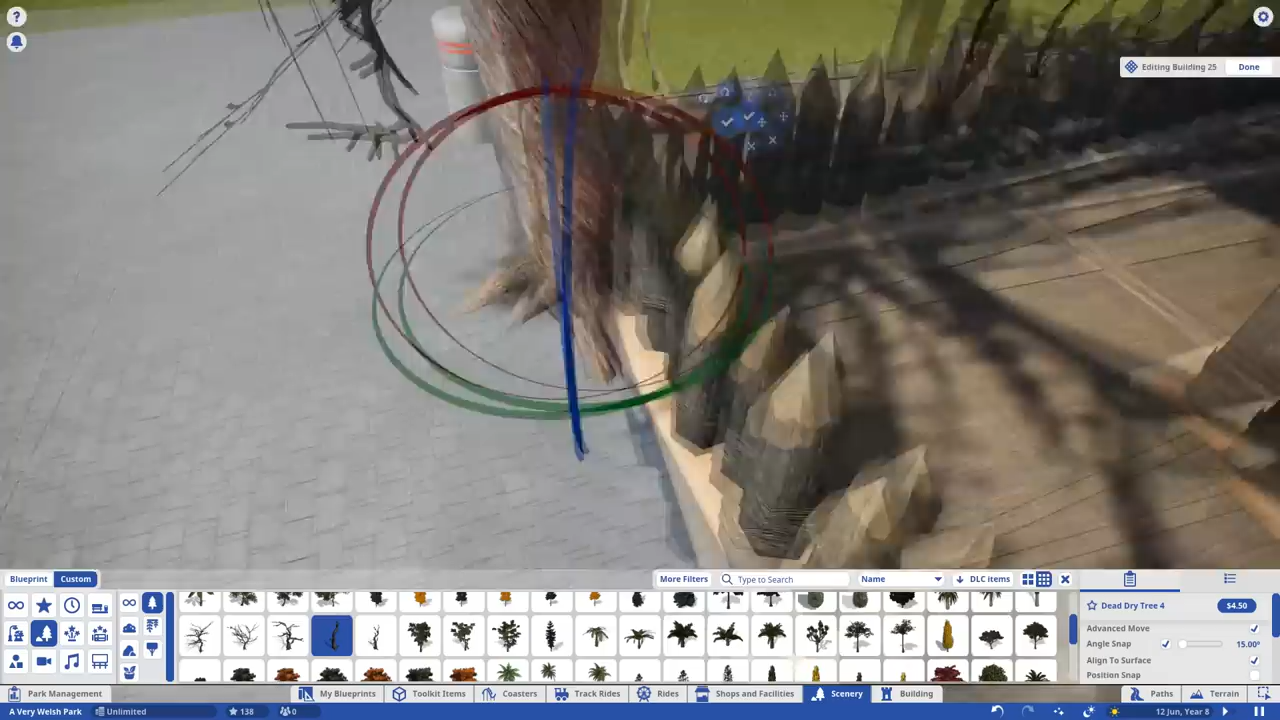 ?
Editing Building 25 Done
Blueprint Custom More Filters Type to Search Name DLC items
Dead Dry Tree 4 $4.50
Advanced Move
Angle Snap 15.00°
Align To Surface
Position Snap
Park Management My Blueprints Toolkit Items Coasters Track Rides Rides Shops and Facilities Scenery Building Paths Terrain
A Very Welsh Park Unlimited 138 0 12 Jun, Year 8